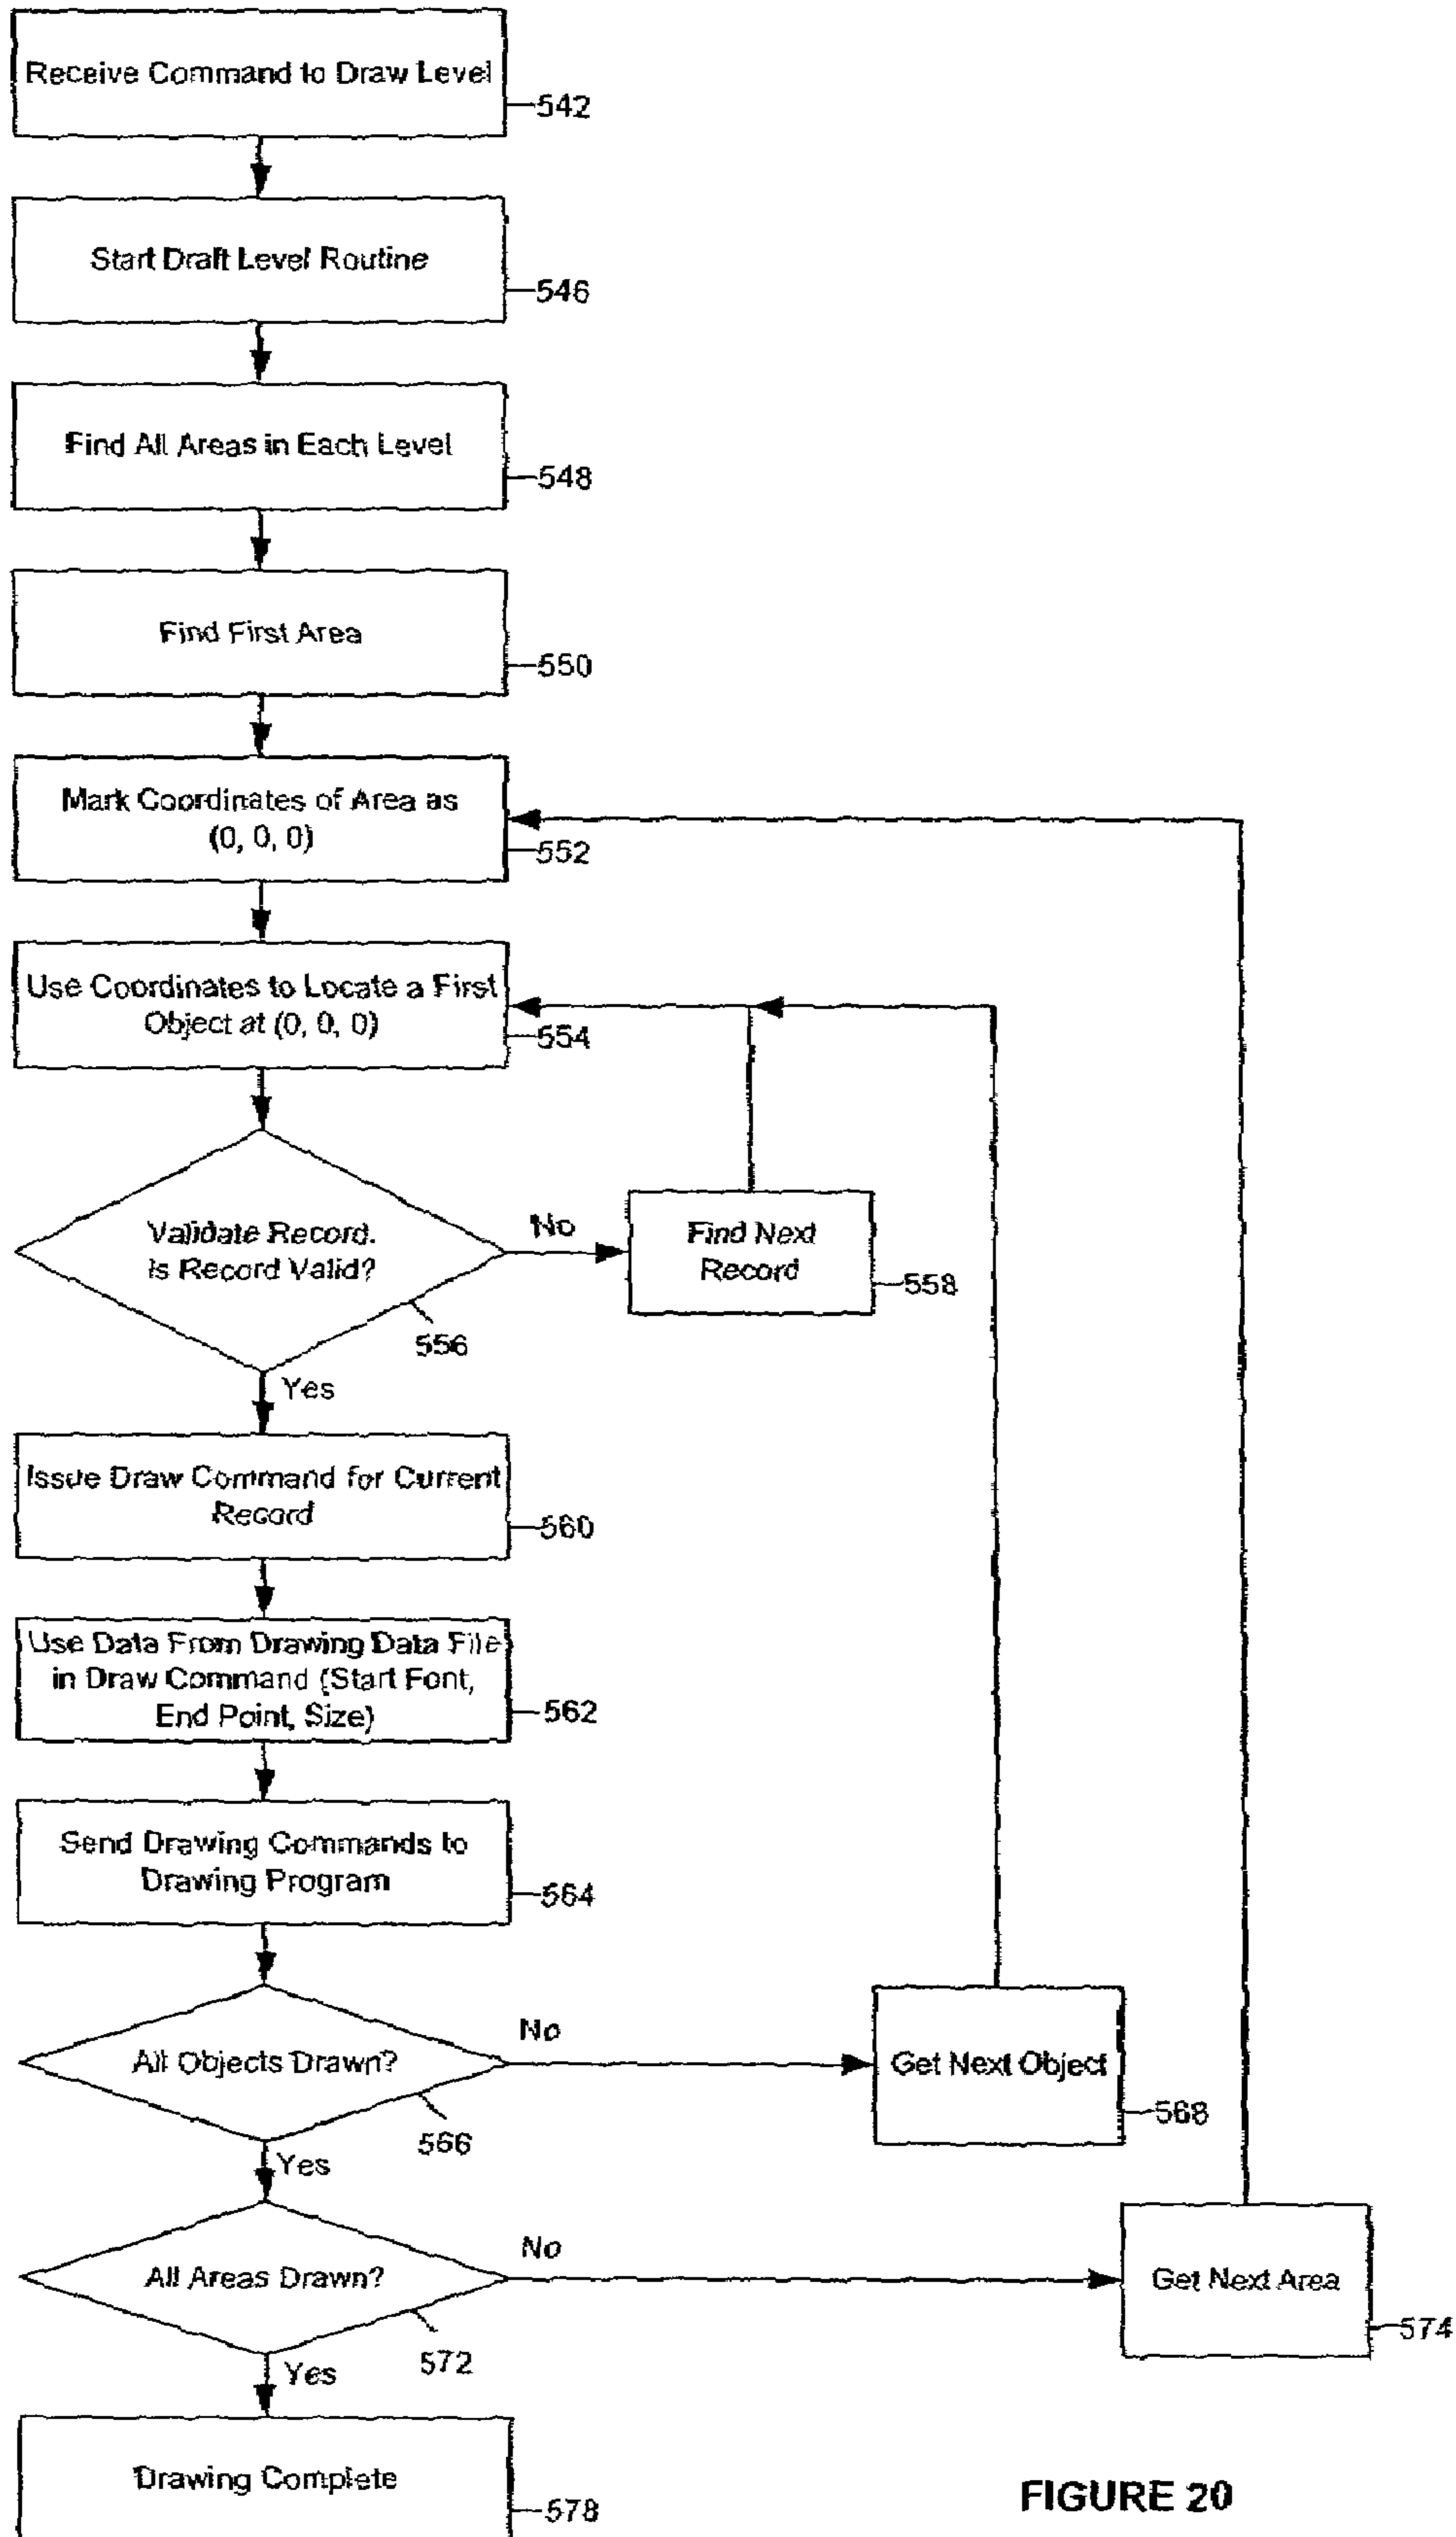 Receive Command to Draw Level
542
Start Draft Level Routine
546
Find All Areas in Each Level
548
Find First Area
550
Mark Coordinates of Area as
(0, 0, 0)
552
Use Coordinates to Locate a First
Object at (0, 0, 0)
554
Validate Record.
Is Record Valid?
556
No
Find Next
Record
558
Yes
Issue Draw Command for Current
Record
560
Use Data From Drawing Data File
in Draw Command (Start Font,
End Point, Size)
562
Send Drawing Commands to
Drawing Program
564
All Objects Drawn?
566
No
Get Next Object
568
Yes
All Areas Drawn?
572
No
Get Next Area
574
Yes
Drawing Complete
578
FIGURE 20